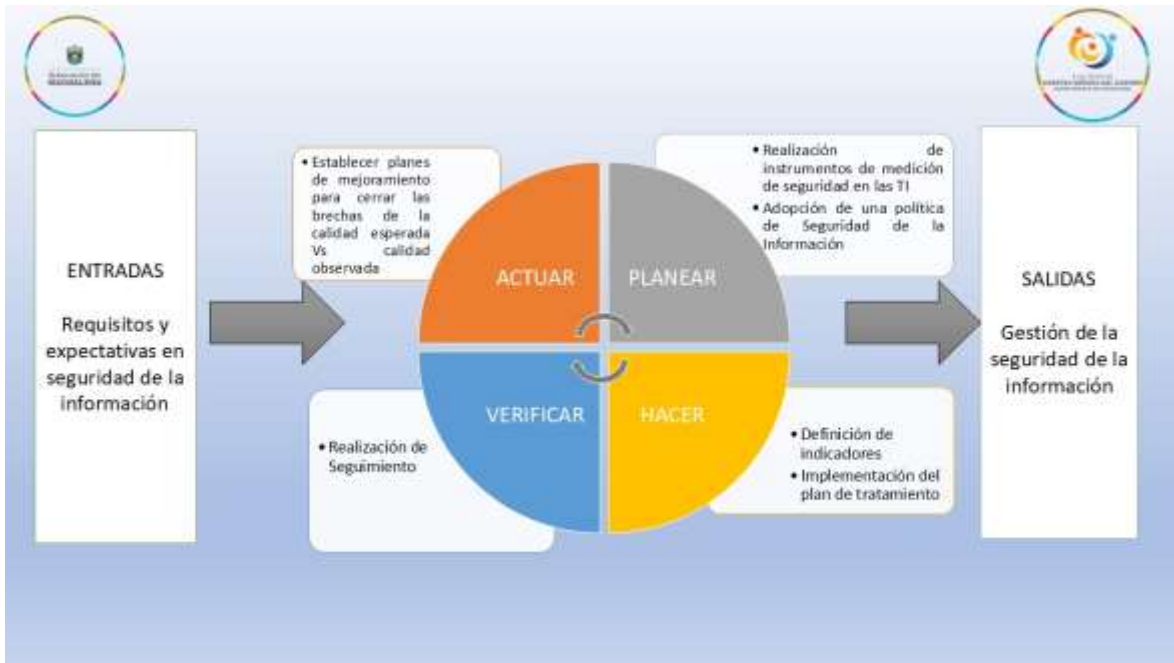 ENTRADAS
Requisitos y
expectativas en
seguridad de la
información
• Establecer planes
de mejoramiento
para cerrar las
brechas de la
calidad esperada
Vs calidad
observada
• Realización de
instrumentos de medición
de seguridad en las TI
• Adopción de una política
de Seguridad de la
Información
ACTUAR
PLANEAR
VERIFICAR
HACER
• Realización de
Seguimiento
• Definición de
indicadores
• Implementación del
plan de tratamiento
SALIDAS
Gestión de la
seguridad de la
información